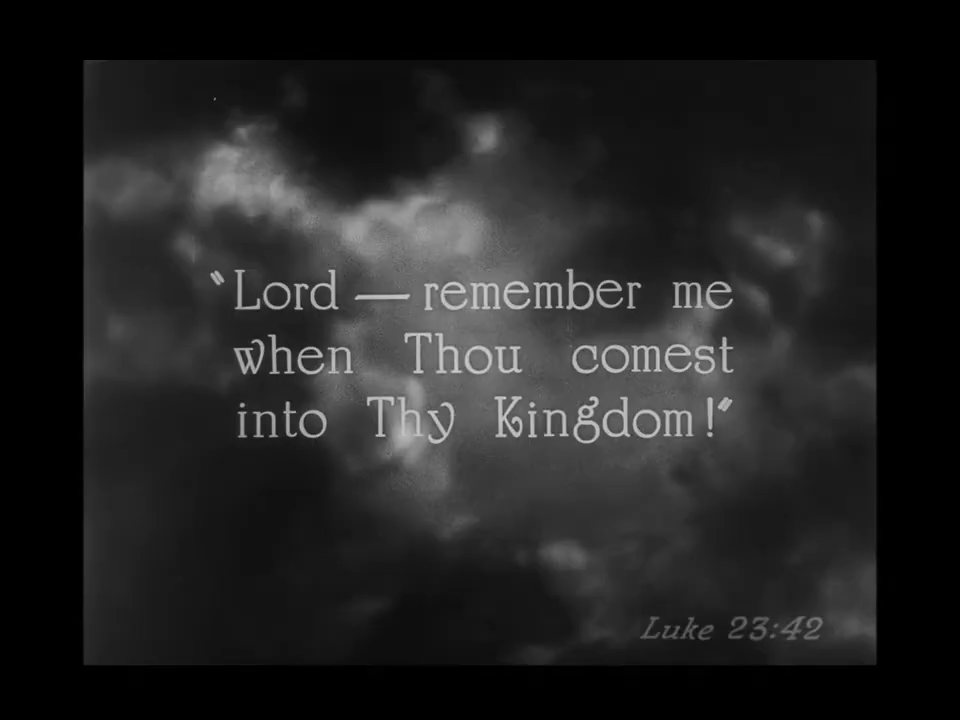 "Lord — remember me
when Thou comest
into Thy Kingdom!"
Luke 23:42